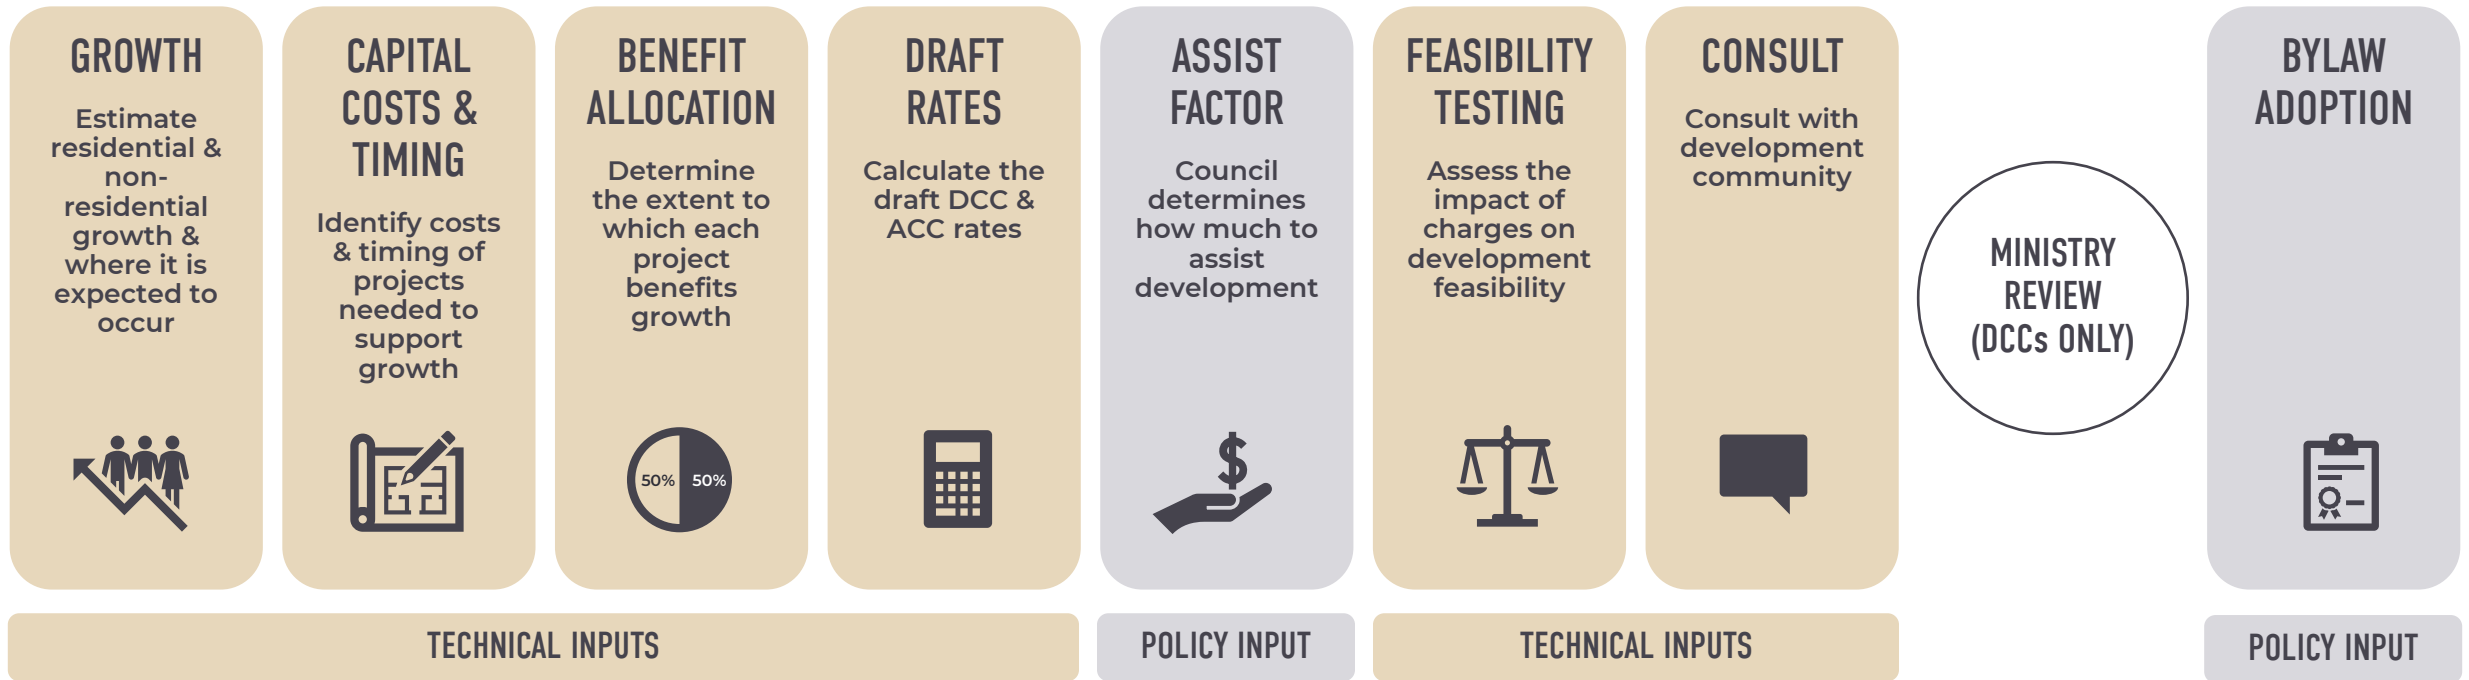 GROWTH
Estimate
residential &
non-
residential
growth &
where it is
expected to
occur
CAPITAL
COSTS &
TIMING
Identify costs
& timing of
projects
needed to
support
growth
BENEFIT
ALLOCATION
Determine
the extent to
which each
project
benefits
growth
50% 50%
DRAFT
RATES
Calculate the
draft DCC &
ACC rates
ASSIST
FACTOR
Council
determines
how much to
assist
development
$
FEASIBILITY
TESTING
Assess the
impact of
charges on
development
feasibility
CONSULT
Consult with
development
community
MINISTRY
REVIEW
(DCCs ONLY)
BYLAW
ADOPTION
TECHNICAL INPUTS
POLICY INPUT
TECHNICAL INPUTS
POLICY INPUT